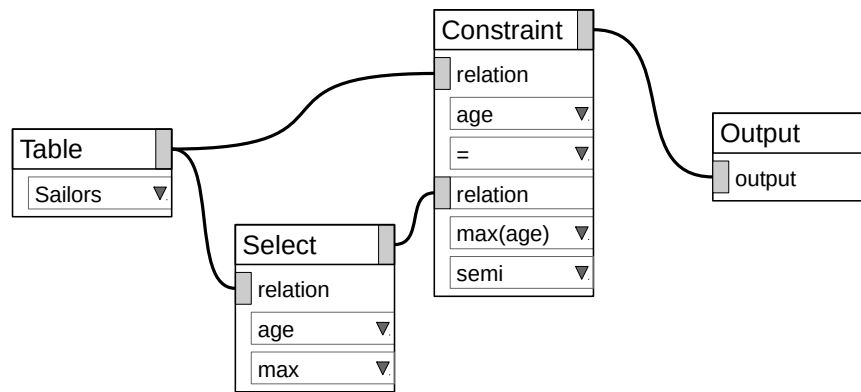 Table
Sailors
Select
relation
age
max
Constraint
relation
age
=
relation
max(age)
semi
Output
output